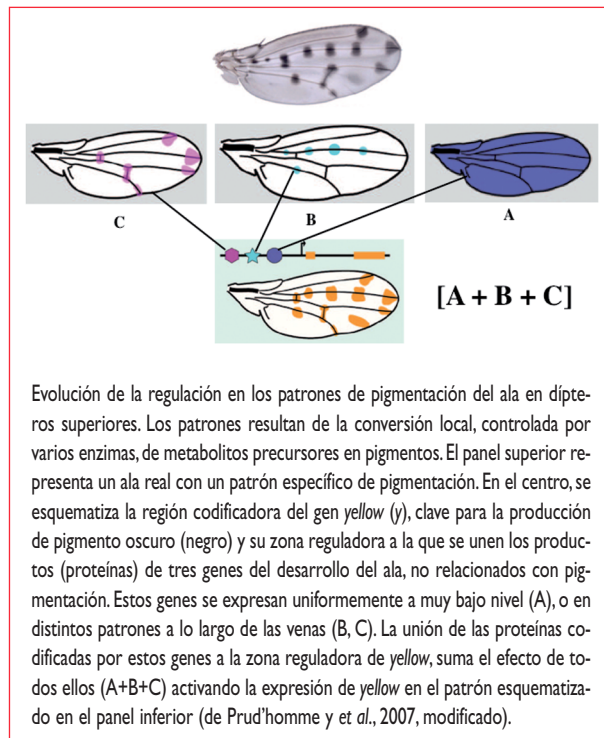 C
B
A
[A + B + C]
Evolución de la regulación en los patrones de pigmentación del ala en dípte-
ros superiores. Los patrones resultan de la conversión local, controlada por
varios enzimas, de metabolitos precursores en pigmentos. El panel superior re-
presenta un ala real con un patrón específico de pigmentación. En el centro, se
esquematiza la región codificadora del gen yellow (y), clave para la producción
de pigmento oscuro (negro) y su zona reguladora a la que se unen los produc-
tos (proteínas) de tres genes del desarrollo del ala, no relacionados con pig-
mentación. Estos genes se expresan uniformemente a muy bajo nivel (A), o en
distintos patrones a lo largo de las venas (B, C). La unión de las proteínas co-
dificadas por estos genes a la zona reguladora de yellow, suma el efecto de to-
dos ellos (A+B+C) activando la expresión de yellow en el patrón esquematiza-
do en el panel inferior (de Prud'homme y et al., 2007, modificado).